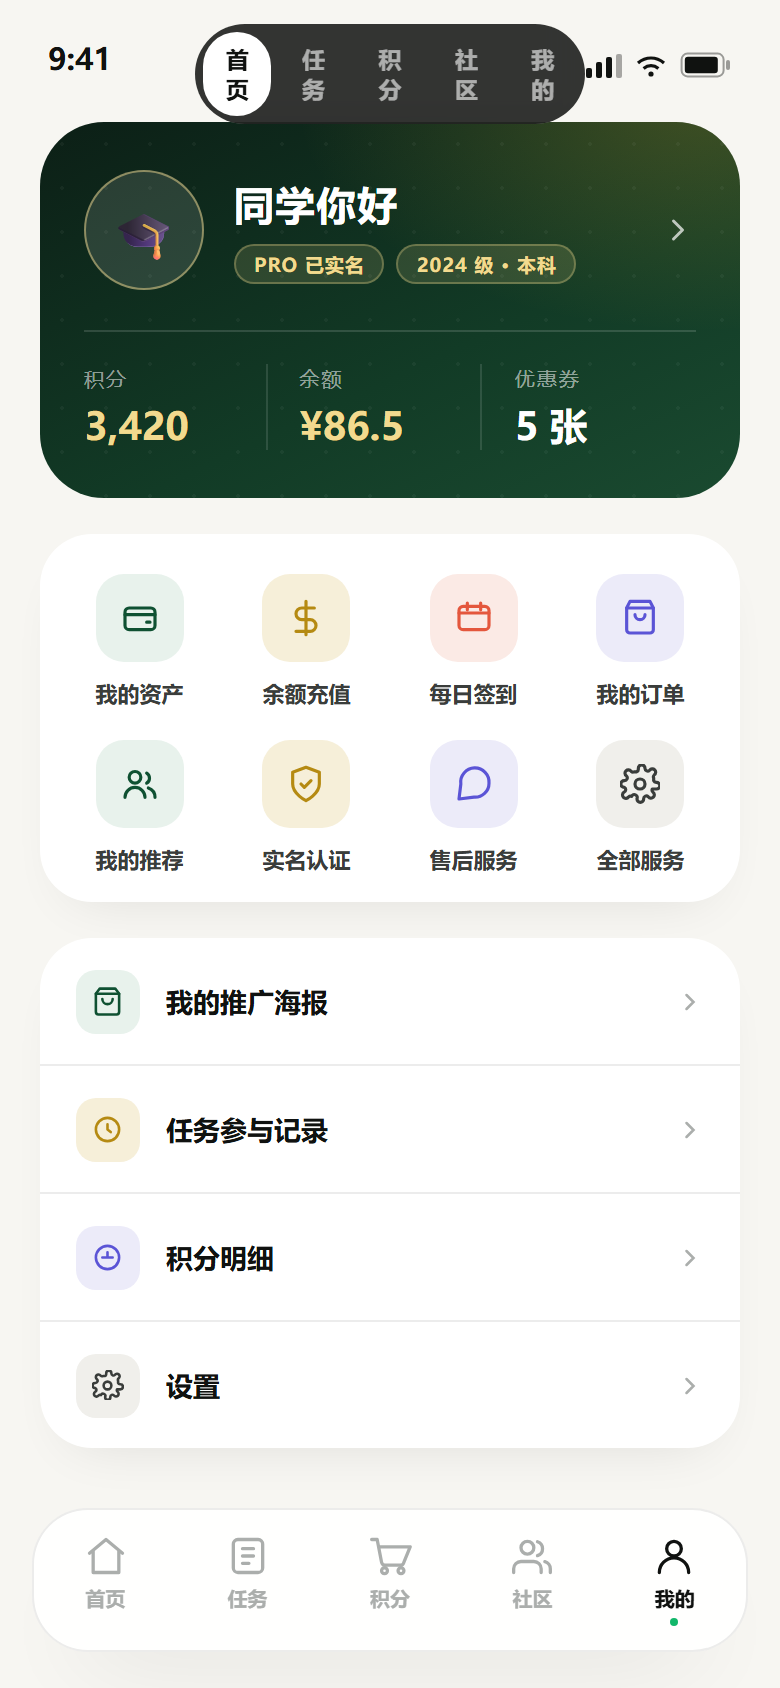 9:41
首页
任务
积分
社区
我的
同学你好
PRO 已实名
2024 级 • 本科
积分
余额
优惠券
3,420
¥86.5
5 张
我的资产
余额充值
每日签到
我的订单
我的推荐
实名认证
售后服务
全部服务
我的推广海报
任务参与记录
积分明细
设置
首页
任务
积分
社区
我的